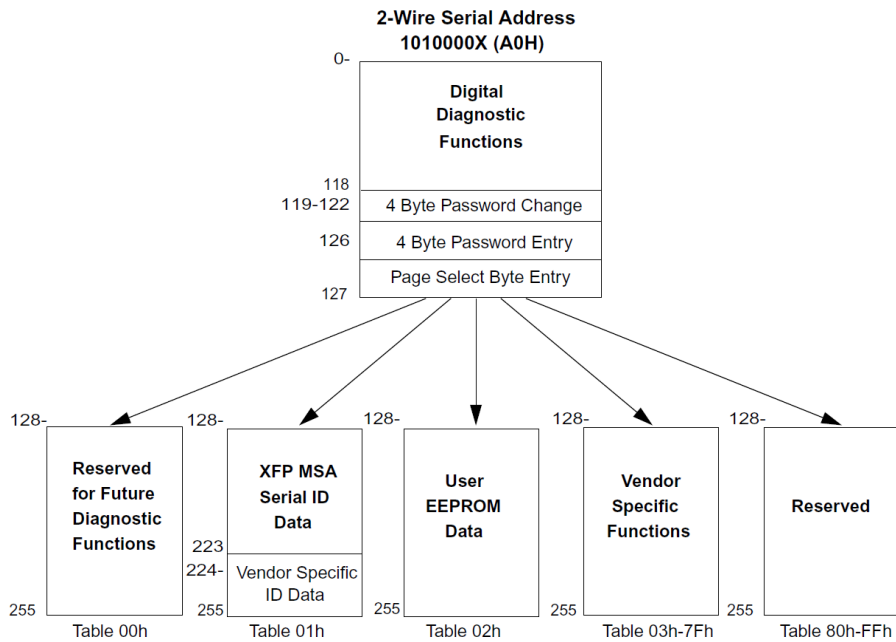 2-Wire Serial Address
1010000X (A0H)
0-
Digital
Diagnostic
Functions
118
119-122
4 Byte Password Change
126
4 Byte Password Entry
Page Select Byte Entry
127
128-
Reserved
for Future
Diagnostic
Functions
255
Table 00h
128-
XFP MSA
Serial ID
Data
223
224-
Vendor Specific
ID Data
255
Table 01h
128-
User
EEPROM
Data
255
Table 02h
128-
Vendor
Specific
Functions
255
Table 03h-7Fh
128-
Reserved
255
Table 80h-FFh